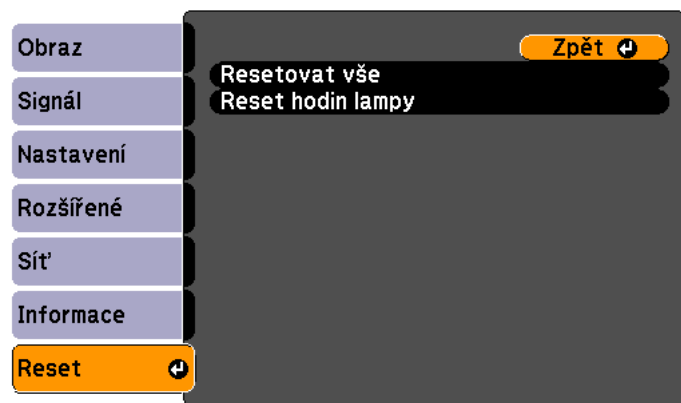 Obraz
Signál
Nastavení
Rozšířené
Síť
Informace
Reset
Zpět
Resetovat vše
Reset hodin lampy